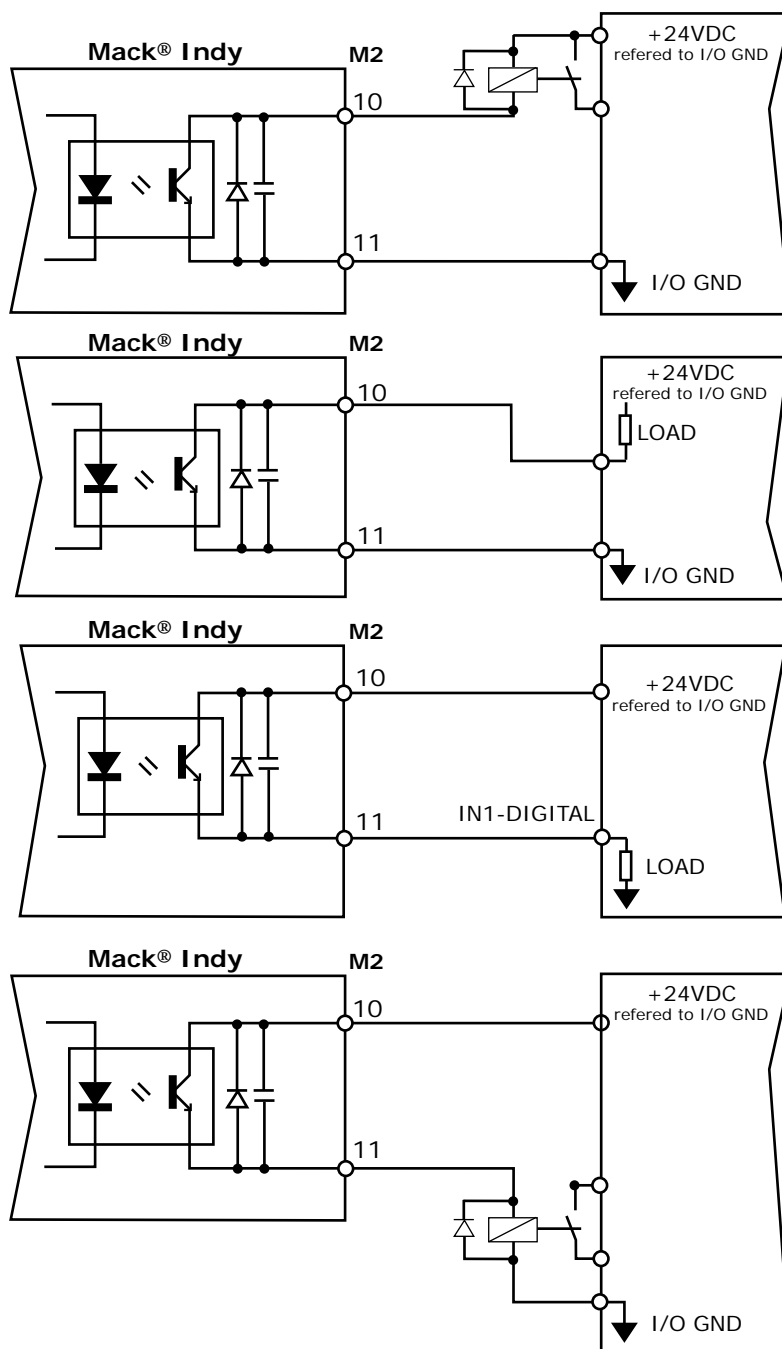 Mack® Indy
M2
+24VDC
refered to I/O GND
10
11
I/O GND
Mack® Indy
M2
+24VDC
refered to I/O GND
10
LOAD
11
I/O GND
Mack® Indy
M2
10
+24VDC
refered to I/O GND
11
IN1-DIGITAL
LOAD
Mack® Indy
M2
+24VDC
refered to I/O GND
10
11
I/O GND